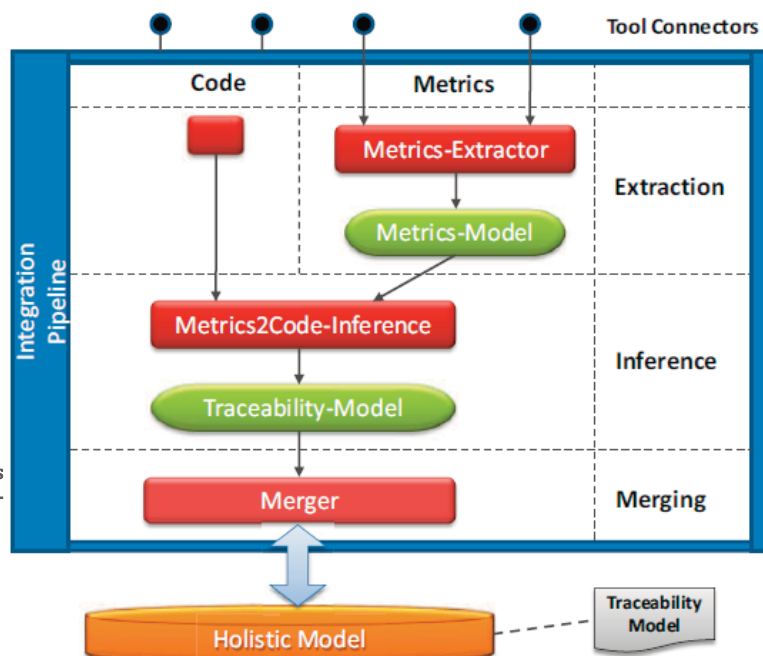 Tool Connectors
Code
Metrics
Metrics-Extractor
Extraction
Metrics-Model
Integration
Pipeline
Metrics2Code-Inference
Inference
Traceability-Model
Merger
Merging
Holistic Model
Traceability
Model